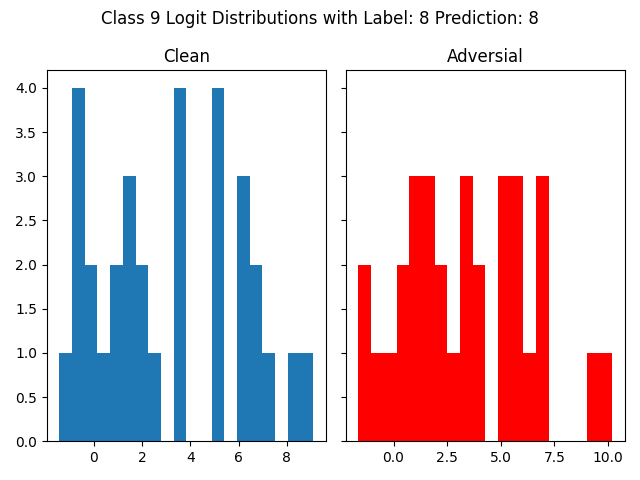 Class 9 Logit Distributions with Label: 8 Prediction: 8
Clean
Adversial
4.0
3.5
3.0
2.5
2.0
1.5
1.0
0.5
0.0
0 2 4 6 8
0.0 2.5 5.0 7.5 10.0